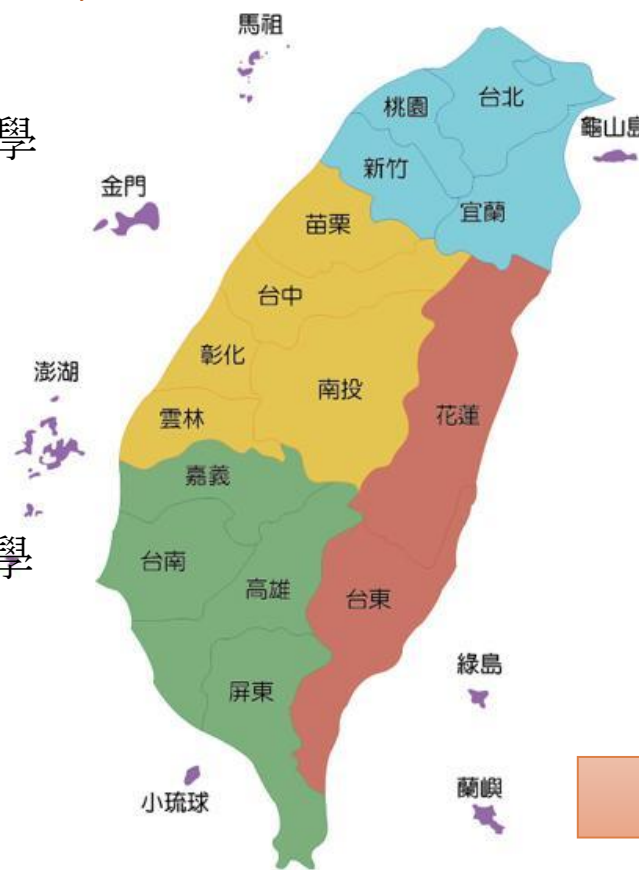 馬祖
學
桃園
台北
龜山島
新竹
金門
宜蘭
苗栗
台中
彰化
澎湖
南投
雲林
花蓮
嘉義
學
台南
高雄
台東
綠島
屏東
蘭嶼
小琉球